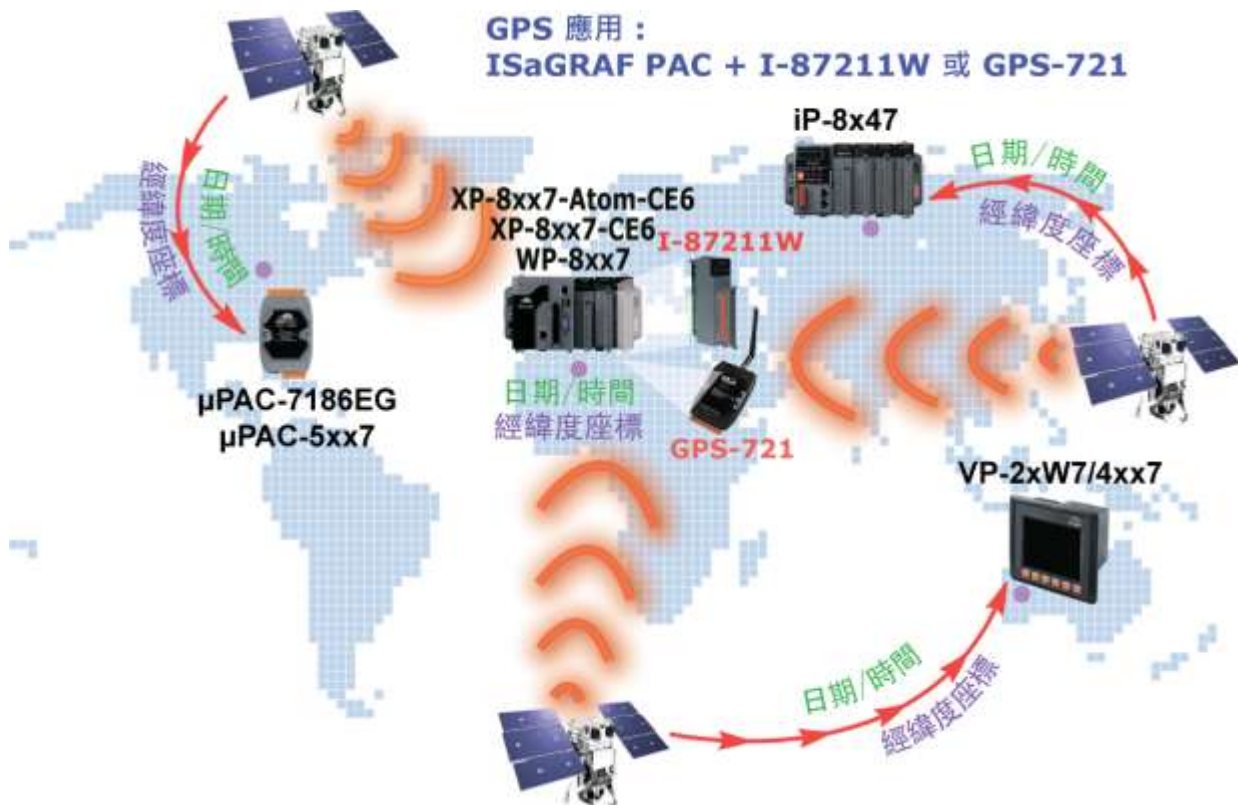 GPS 應用：
ISaGRAF PAC + I-87211W 或 GPS-721
iP-8x47
日期/時間
經緯度座標
日期/時間
經緯度座標
XP-8xx7-Atom-CE6
XP-8xx7-CE6
WP-8xx7
I-87211W
日期/時間
經緯度座標
GPS-721
µPAC-7186EG
µPAC-5xx7
VP-2xW7/4xx7
日期/時間
經緯度座標